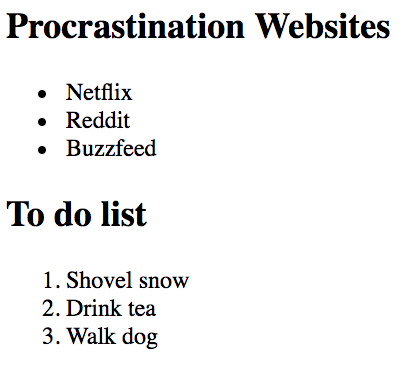 Procrastination Websites
• Netflix
• Reddit
• Buzzfeed
To do list
1. Shovel snow
2. Drink tea
3. Walk dog